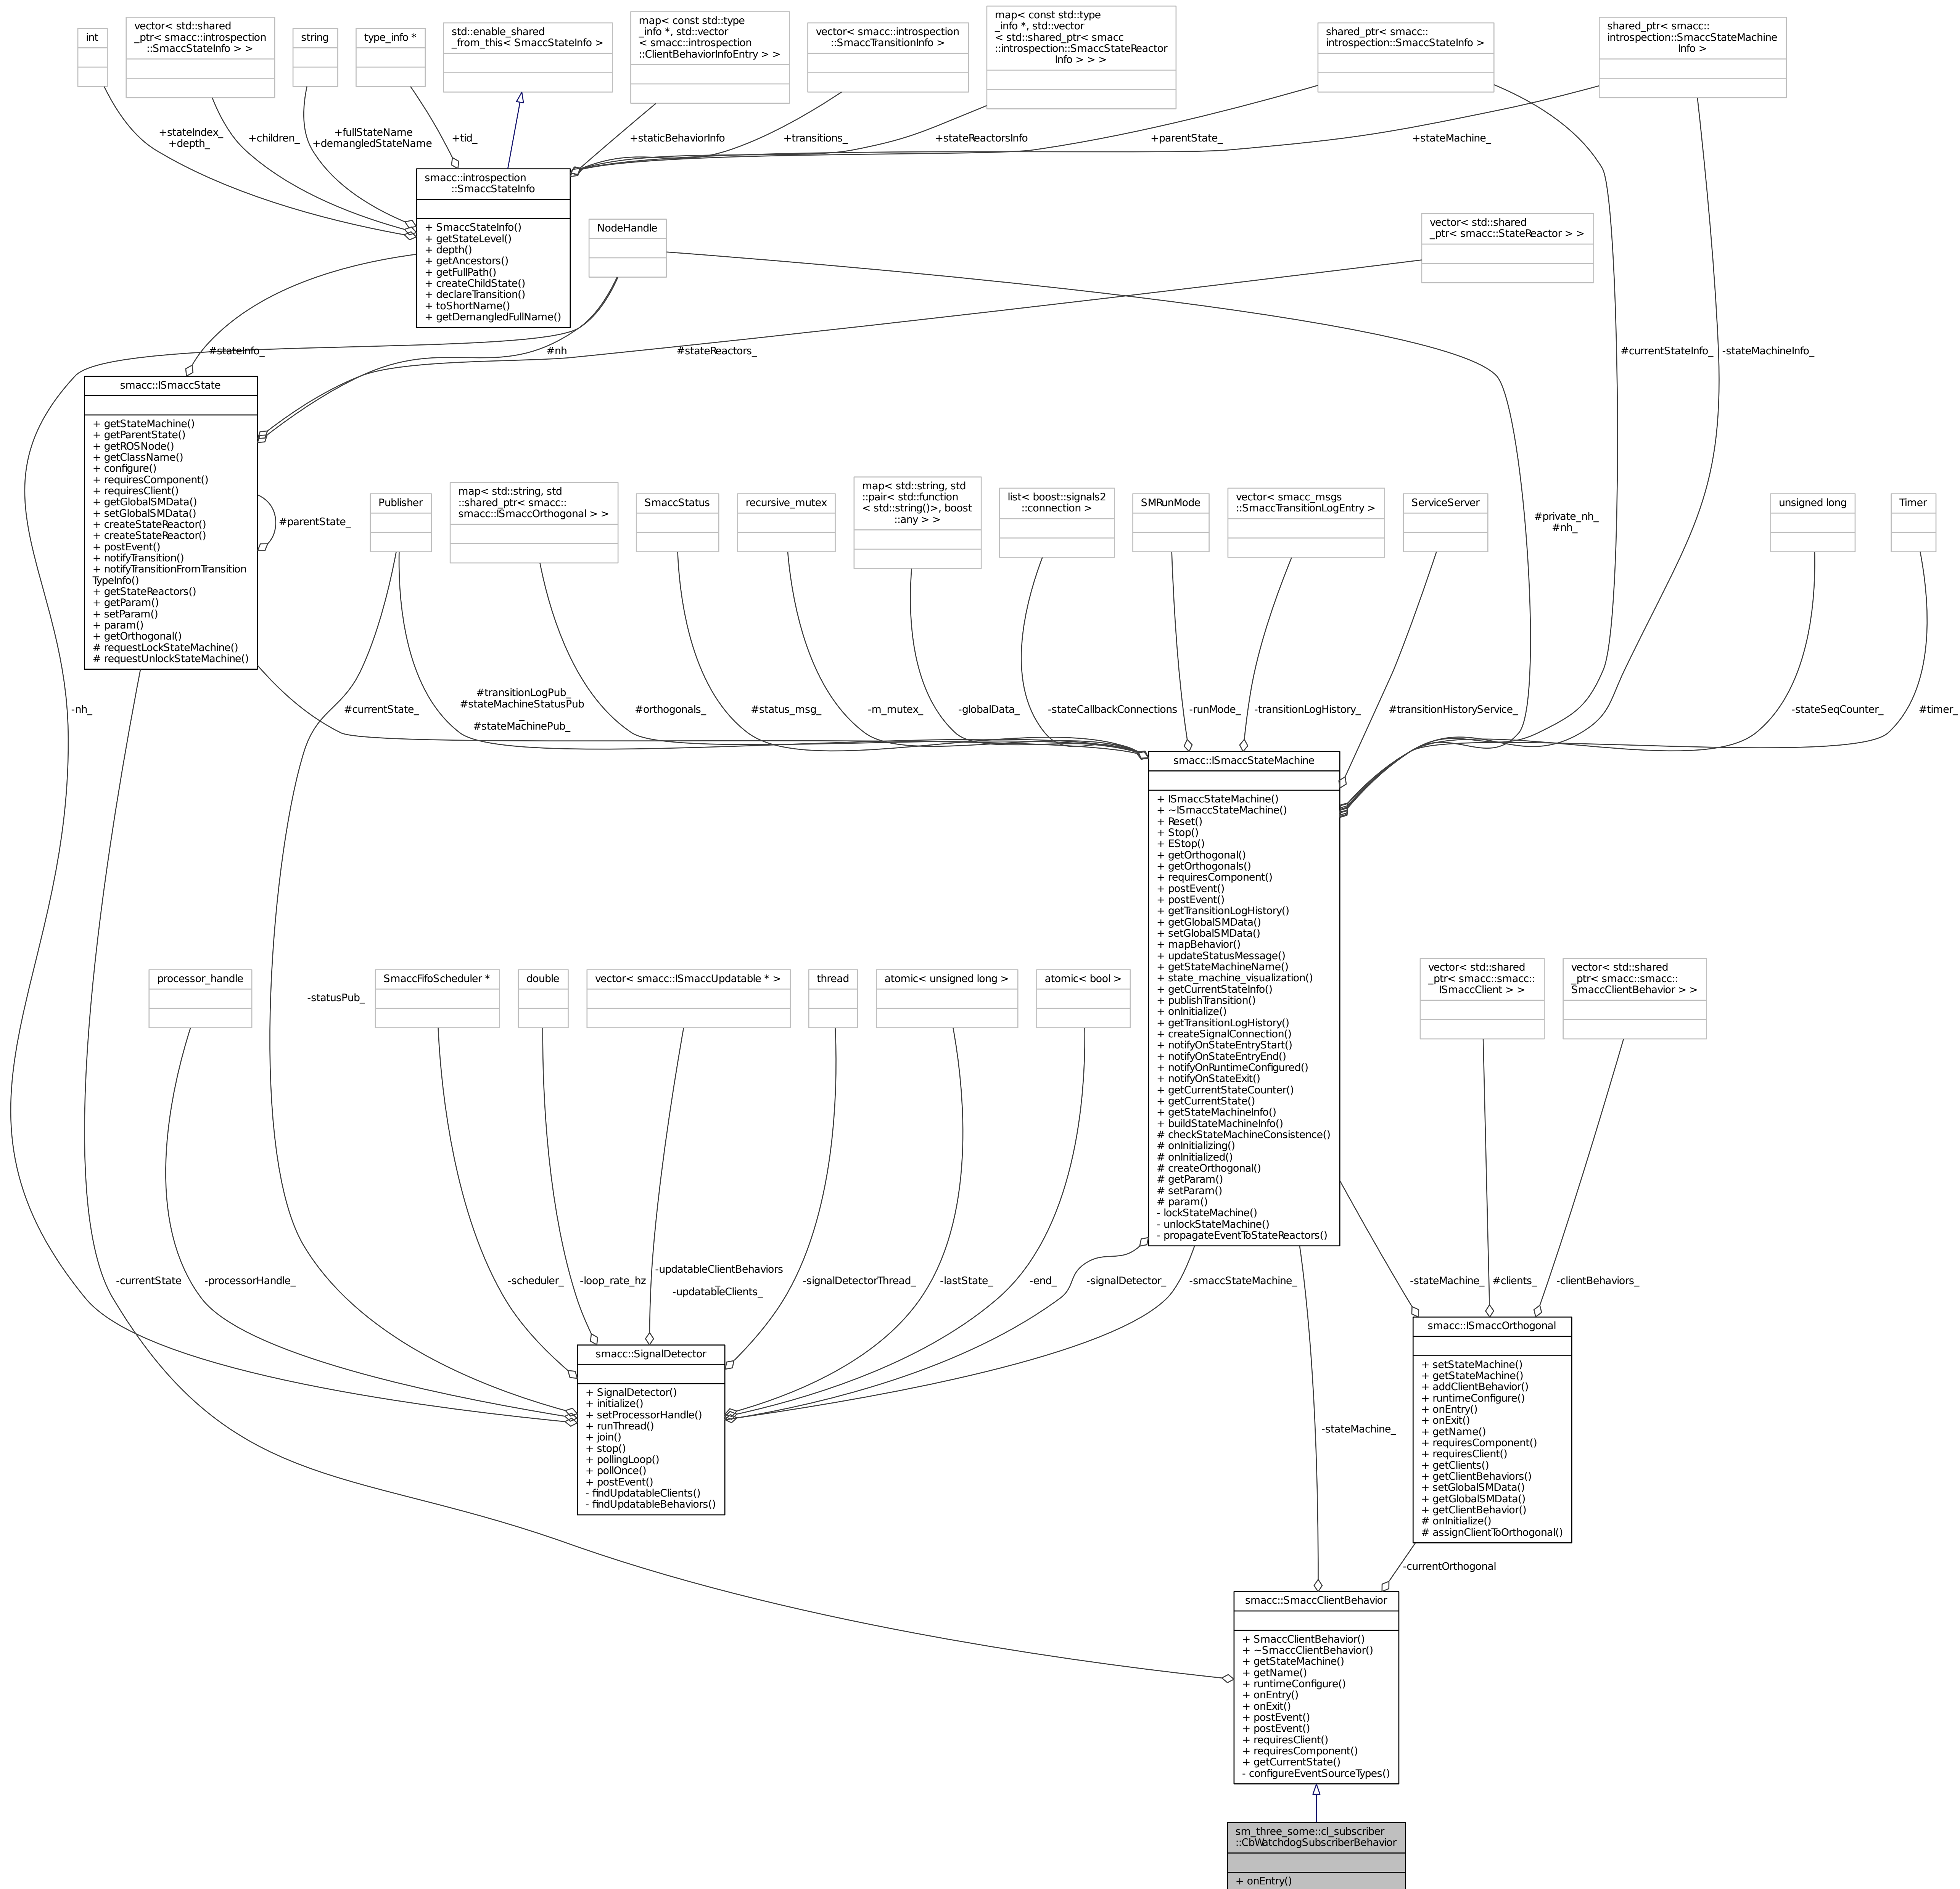 int
vector< std::shared
_ptr< smacc::introspection
::SmaccStateInfo > >
string
type_info *
std::enable_shared
_from_this< SmaccStateInfo >
map< const std::type
_info *, std::vector
< smacc::introspection
::ClientBehaviorInfoEntry > >
vector< smacc::introspection
::SmaccTransitionInfo >
map< const std::type
_info *, std::vector
< std::shared_ptr< smacc
::introspection::SmaccStateReactor
Info > > >
shared_ptr< smacc::
introspection::SmaccStateInfo >
shared_ptr< smacc::
introspection::SmaccStateMachine
Info >
+stateIndex_
+depth_
+children_
+fullStateName
+demangledStateName
+tid_
+staticBehaviorInfo
+transitions_
+stateReactorsInfo
+parentState_
+stateMachine_
smacc::introspection
::SmaccStateInfo
+ SmaccStateInfo()
+ getStateLevel()
+ depth()
+ getAncestors()
+ getFullPath()
+ createChildState()
+ declareTransition()
+ toShortName()
+ getDemangledFullName()
NodeHandle
vector< std::shared
_ptr< smacc::StateReactor > >
#stateInfo_
#nh
#stateReactors_
#currentStateInfo_
-stateMachineInfo_
smacc::ISmaccState
+ getStateMachine()
+ getParentState()
+ getROSNode()
+ getClassName()
+ configure()
+ requiresComponent()
+ requiresClient()
+ getGlobalSMData()
+ setGlobalSMData()
+ createStateReactor()
+ createStateReactor()
+ postEvent()
+ notifyTransition()
+ notifyTransitionFromTransition
TypeInfo()
+ getStateReactors()
+ getParam()
+ setParam()
+ param()
+ getOrthogonal()
# requestLockStateMachine()
# requestUnlockStateMachine()
#parentState_
Publisher
map< std::string, std
::shared_ptr< smacc::
smacc::ISmaccOrthogonal > >
SmaccStatus
recursive_mutex
map< std::string, std
::pair< std::function
< std::string()>, boost
::any > >
list< boost::signals2
::connection >
SMRunMode
vector< smacc_msgs
::SmaccTransitionLogEntry >
ServiceServer
#private_nh_
#nh_
unsigned long
Timer
-nh_
#currentState_
#transitionLogPub_
#stateMachineStatusPub
_
#stateMachinePub_
#orthogonals_
#status_msg_
-m_mutex_
-globalData_
-stateCallbackConnections
-runMode_
-transitionLogHistory_
#transitionHistoryService_
-stateSeqCounter_
#timer_
smacc::ISmaccStateMachine
+ ISmaccStateMachine()
+ ~ISmaccStateMachine()
+ Reset()
+ Stop()
+ EStop()
+ getOrthogonal()
+ getOrthogonals()
+ requiresComponent()
+ postEvent()
+ postEvent()
+ getTransitionLogHistory()
+ getGlobalSMData()
+ setGlobalSMData()
+ mapBehavior()
+ updateStatusMessage()
+ getStateMachineName()
+ state_machine_visualization()
+ getCurrentStateInfo()
+ publishTransition()
+ onInitialize()
+ getTransitionLogHistory()
+ createSignalConnection()
+ notifyOnStateEntryStart()
+ notifyOnStateEntryEnd()
+ notifyOnRuntimeConfigured()
+ notifyOnStateExit()
+ getCurrentStateCounter()
+ getCurrentState()
+ getStateMachineInfo()
+ buildStateMachineInfo()
# checkStateMachineConsistence()
# onInitializing()
# onInitialized()
# createOrthogonal()
# getParam()
# setParam()
# param()
- lockStateMachine()
- unlockStateMachine()
- propagateEventToStateReactors()
processor_handle
-statusPub_
SmaccFifoScheduler *
double
vector< smacc::ISmaccUpdatable * >
thread
atomic< unsigned long >
atomic< bool >
vector< std::shared
_ptr< smacc::smacc::
ISmaccClient > >
vector< std::shared
_ptr< smacc::smacc::
SmaccClientBehavior > >
-currentState
-processorHandle_
-scheduler_
-loop_rate_hz
-updatableClientBehaviors
_
-updatableClients_
-signalDetectorThread_
-lastState_
-end_
-signalDetector_
-smaccStateMachine_
-stateMachine_
#clients_
-clientBehaviors_
smacc::SignalDetector
+ SignalDetector()
+ initialize()
+ setProcessorHandle()
+ runThread()
+ join()
+ stop()
+ pollingLoop()
+ pollOnce()
+ postEvent()
- findUpdatableClients()
- findUpdatableBehaviors()
-stateMachine_
smacc::ISmaccOrthogonal
+ setStateMachine()
+ getStateMachine()
+ addClientBehavior()
+ runtimeConfigure()
+ onEntry()
+ onExit()
+ getName()
+ requiresComponent()
+ requiresClient()
+ getClients()
+ getClientBehaviors()
+ setGlobalSMData()
+ getGlobalSMData()
+ getClientBehavior()
# onInitialize()
# assignClientToOrthogonal()
-currentOrthogonal
smacc::SmaccClientBehavior
+ SmaccClientBehavior()
+ ~SmaccClientBehavior()
+ getStateMachine()
+ getName()
+ runtimeConfigure()
+ onEntry()
+ onExit()
+ postEvent()
+ postEvent()
+ requiresClient()
+ requiresComponent()
+ getCurrentState()
- configureEventSourceTypes()
sm_three_some::cl_subscriber
::CbWatchdogSubscriberBehavior
+ onEntry()